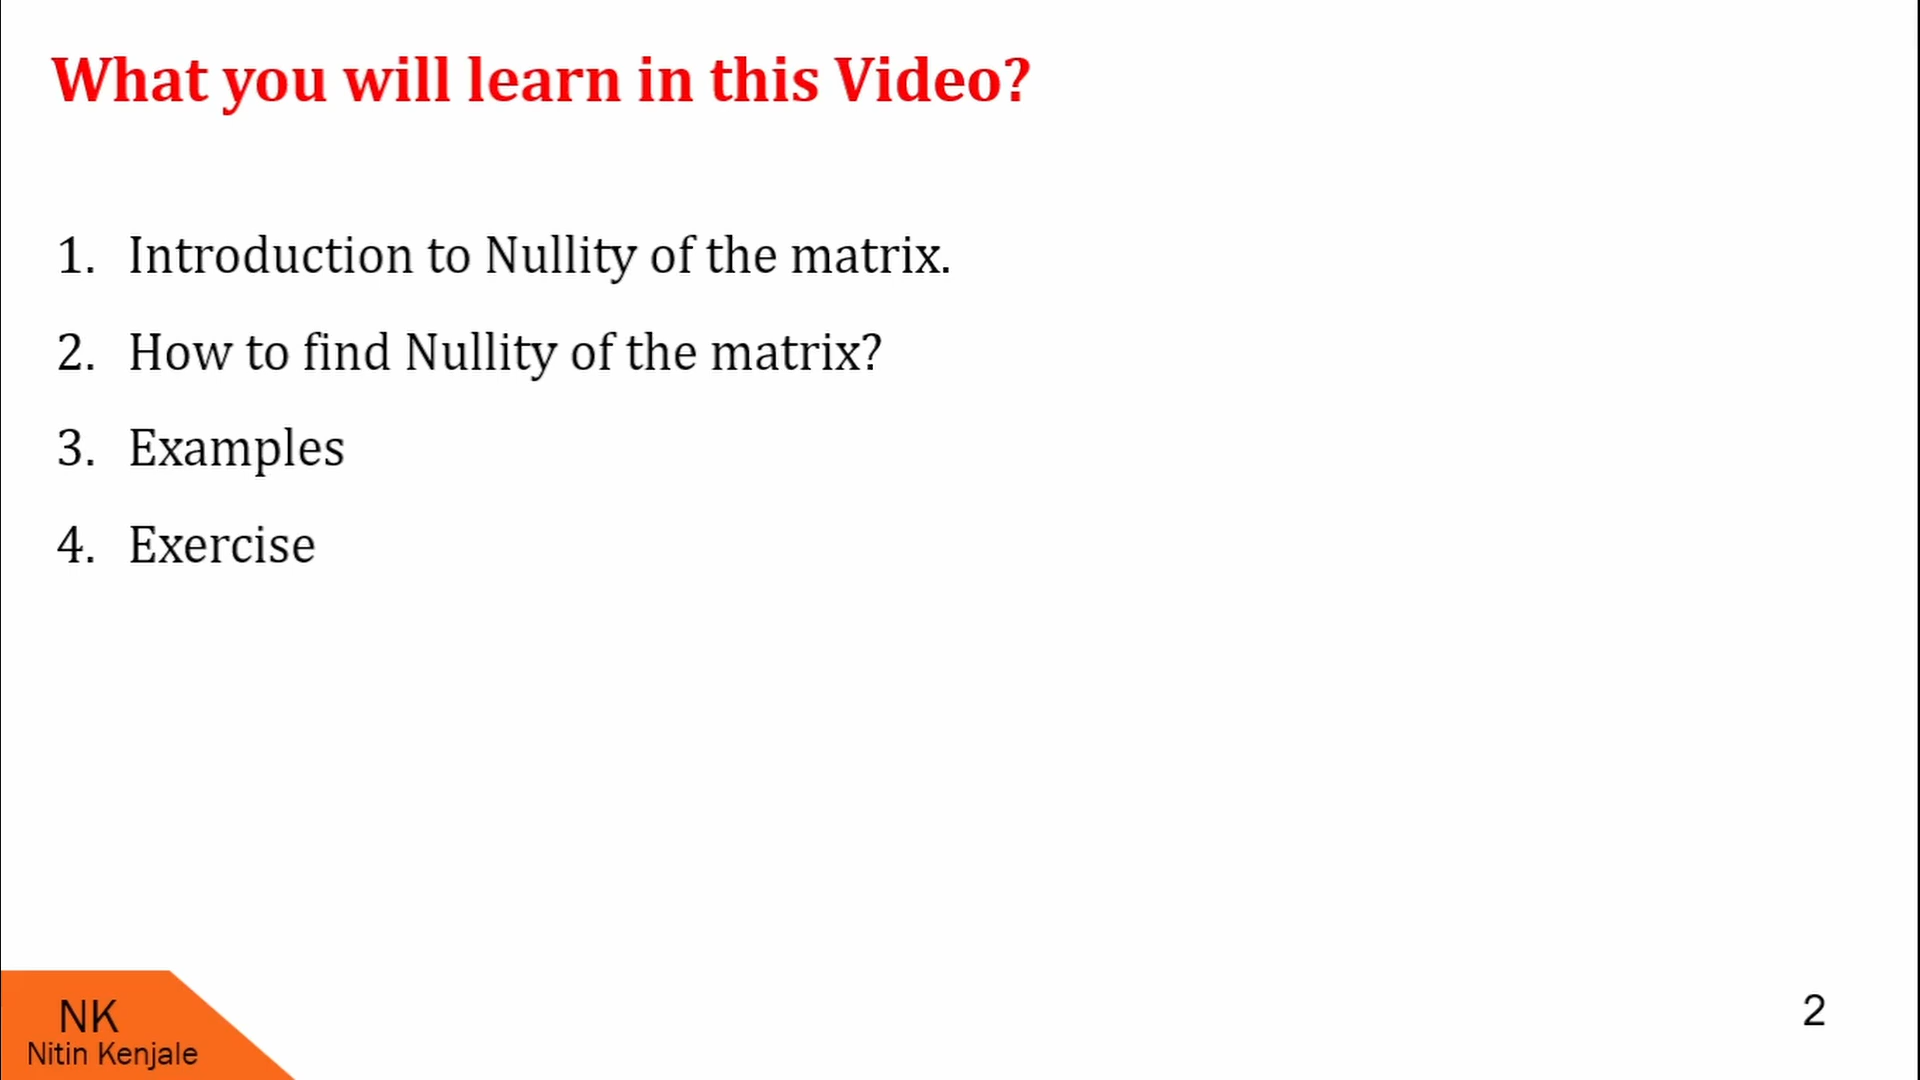 What you will learn in this Video?
1. Introduction to Nullity of the matrix.
2. How to find Nullity of the matrix?
3. Examples
4. Exercise
NK
Nitin Kenjale
2